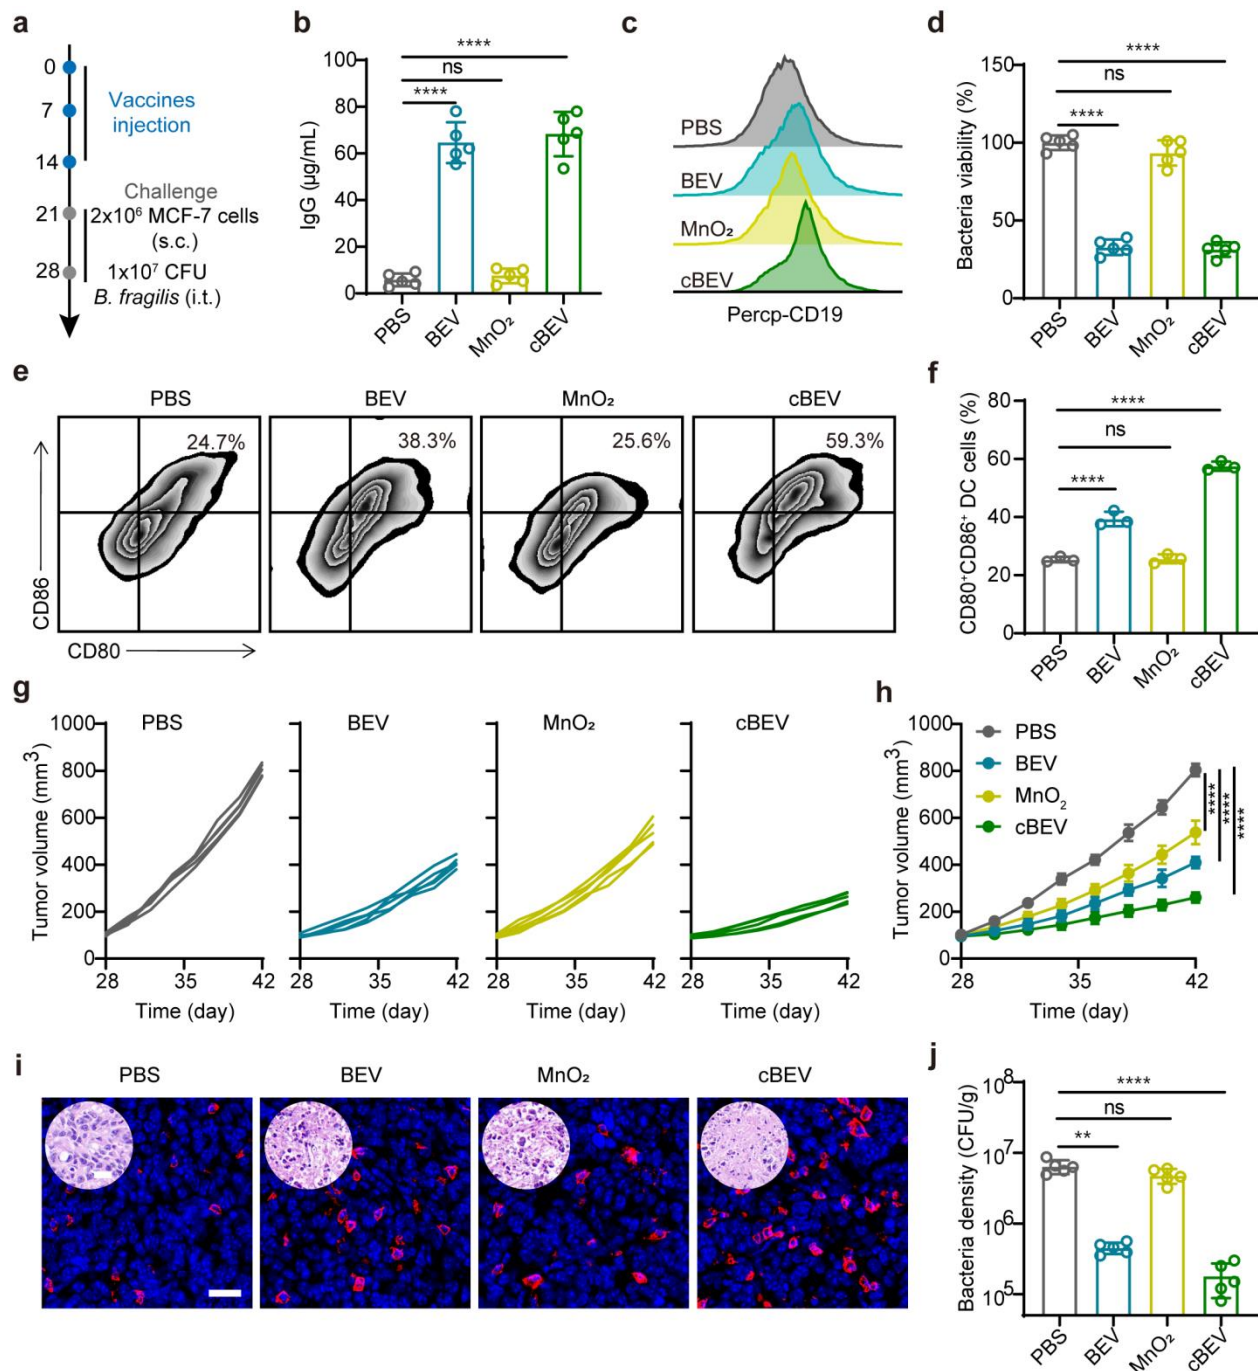 a
0
7
14
21
28
Vaccines
injection
Challenge
2x10⁶ MCF-7 cells
(s.c.)
1x10⁷ CFU
B. fragilis (i.t.)
b
IgG (µg/mL)
100
80
60
40
20
0
****
ns
****
PBS
BEV
MnO₂
cBEV
c
PBS
BEV
MnO₂
cBEV
Percp-CD19
d
Bacteria viability (%)
150
100
50
0
****
ns
****
PBS
BEV
MnO₂
cBEV
e
PBS
BEV
MnO₂
cBEV
24.7%
38.3%
25.6%
59.3%
CD86
CD80
f
CD80⁺CD86⁺ DC cells (%)
80
60
40
20
0
****
ns
****
PBS
BEV
MnO₂
cBEV
g
Tumor volume (mm³)
1000
800
600
400
200
0
PBS
BEV
MnO₂
cBEV
28 35 42
28 35 42
28 35 42
28 35 42
Time (day)
Time (day)
Time (day)
Time (day)
h
Tumor volume (mm³)
1000
800
600
400
200
0
PBS
BEV
MnO₂
cBEV
****
****
****
28 35 42
Time (day)
i
PBS
BEV
MnO₂
cBEV
j
Bacteria density (CFU/g)
10⁸
10⁷
10⁶
10⁵
****
ns
**
PBS
BEV
MnO₂
cBEV